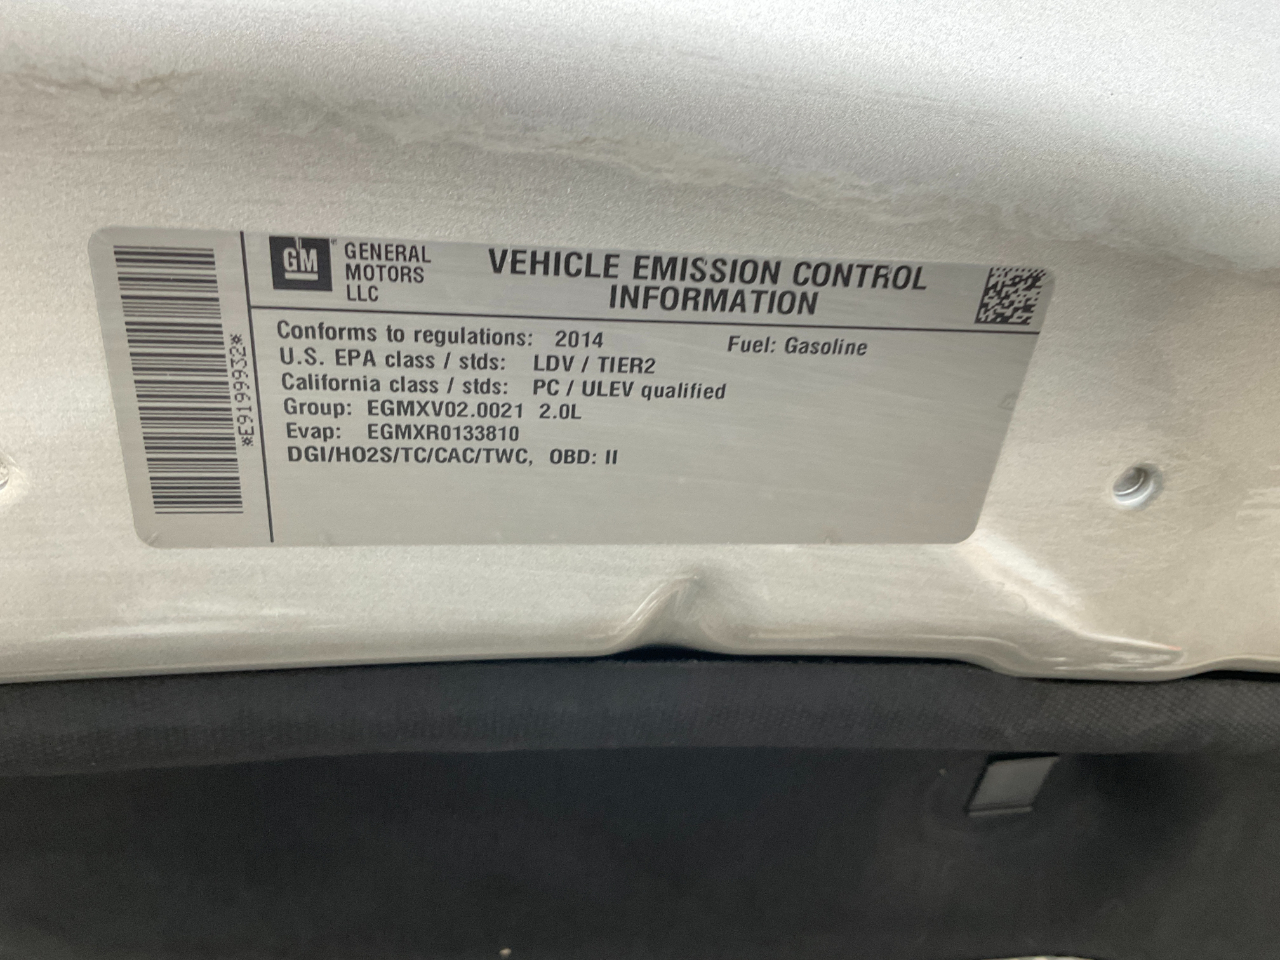 GM
GENERAL
MOTORS
LLC
VEHICLE EMISSION CONTROL
INFORMATION
Conforms to regulations: 2014 Fuel: Gasoline
U.S. EPA class / stds: LDV / TIER2
California class / stds: PC / ULEV qualified
Group: EGMXV02.0021 2.0L
Evap: EGMXR0133810
DGI/HO2S/TC/CAC/TWC, OBD: II
*E9199932*